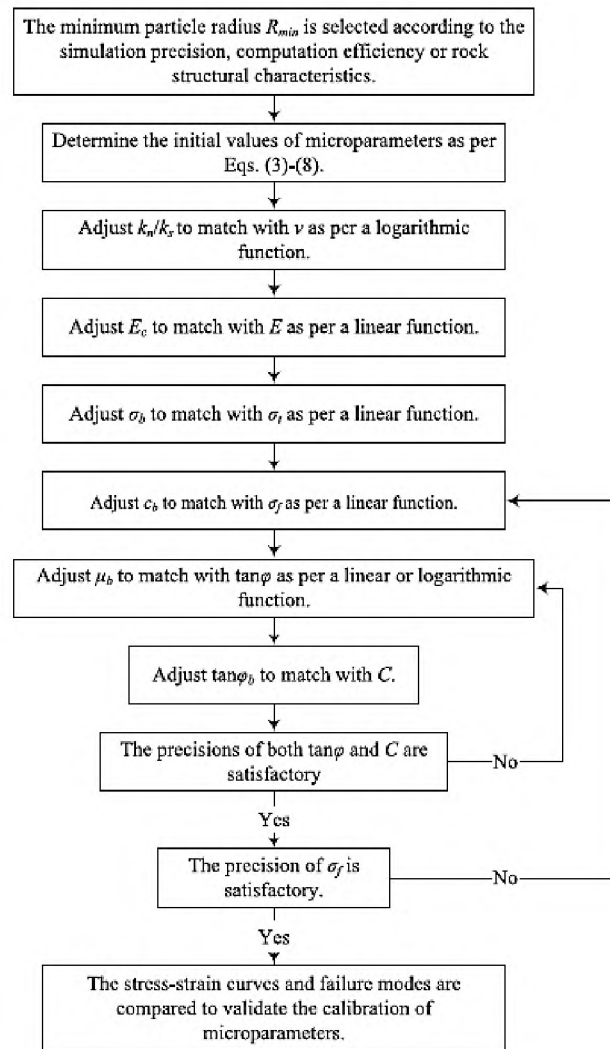 The minimum particle radius Rmin is selected according to the
simulation precision, computation efficiency or rock
structural characteristics.
Determine the initial values of microparameters as per
Eqs. (3)-(8).
Adjust kn/ks to match with ν as per a logarithmic
function.
Adjust Ec to match with E as per a linear function.
Adjust σb to match with σt as per a linear function.
Adjust cb to match with σf as per a linear function.
Adjust μb to match with tanφ as per a linear or logarithmic
function.
Adjust tanφb to match with C.
The precisions of both tanφ and C are
satisfactory
No
Yes
The precision of σf is
satisfactory.
No
Yes
The stress-strain curves and failure modes are
compared to validate the calibration of
microparameters.